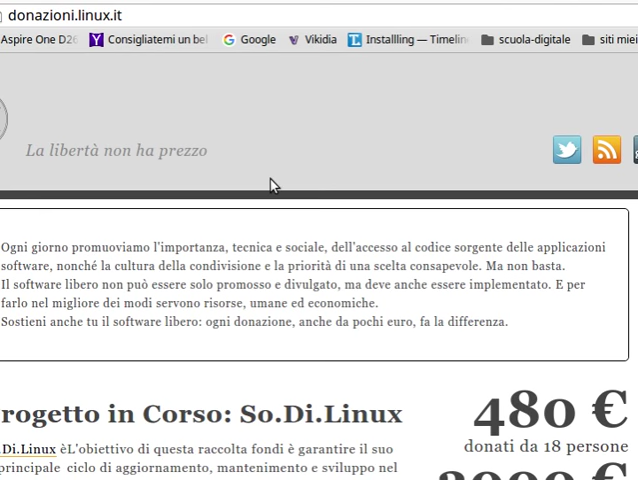 donazioni.linux.it
Aspire One D26 Consigliatemi un bel Google Vikidia Installling — Timelin scuola-digitale siti miei
La libertà non ha prezzo
Ogni giorno promuoviamo l'importanza, tecnica e sociale, dell'accesso al codice sorgente delle applicazioni
software, nonché la cultura della condivisione e la priorità di una scelta consapevole. Ma non basta.
Il software libero non può essere solo promosso e divulgato, ma deve anche essere implementato. E per
farlo nel migliore dei modi servono risorse, umane ed economiche.
Sostieni anche tu il software libero: ogni donazione, anche da pochi euro, fa la differenza.
rogetto in Corso: So.Di.Linux
.Di.Linux èL'obiettivo di questa raccolta fondi è garantire il suo
principale ciclo di aggiornamento, mantenimento e sviluppo nel
480 €
donati da 18 persone